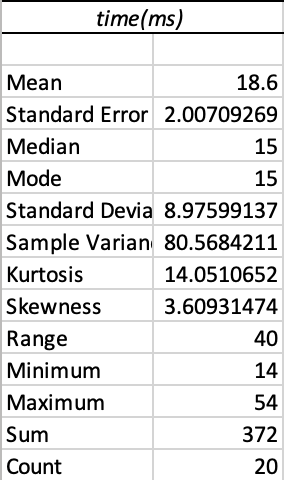 time(ms)
Mean 18.6
Standard Error 2.00709269
Median 15
Mode 15
Standard Devia 8.97599137
Sample Varian 80.5684211
Kurtosis 14.0510652
Skewness 3.60931474
Range 40
Minimum 14
Maximum 54
Sum 372
Count 20